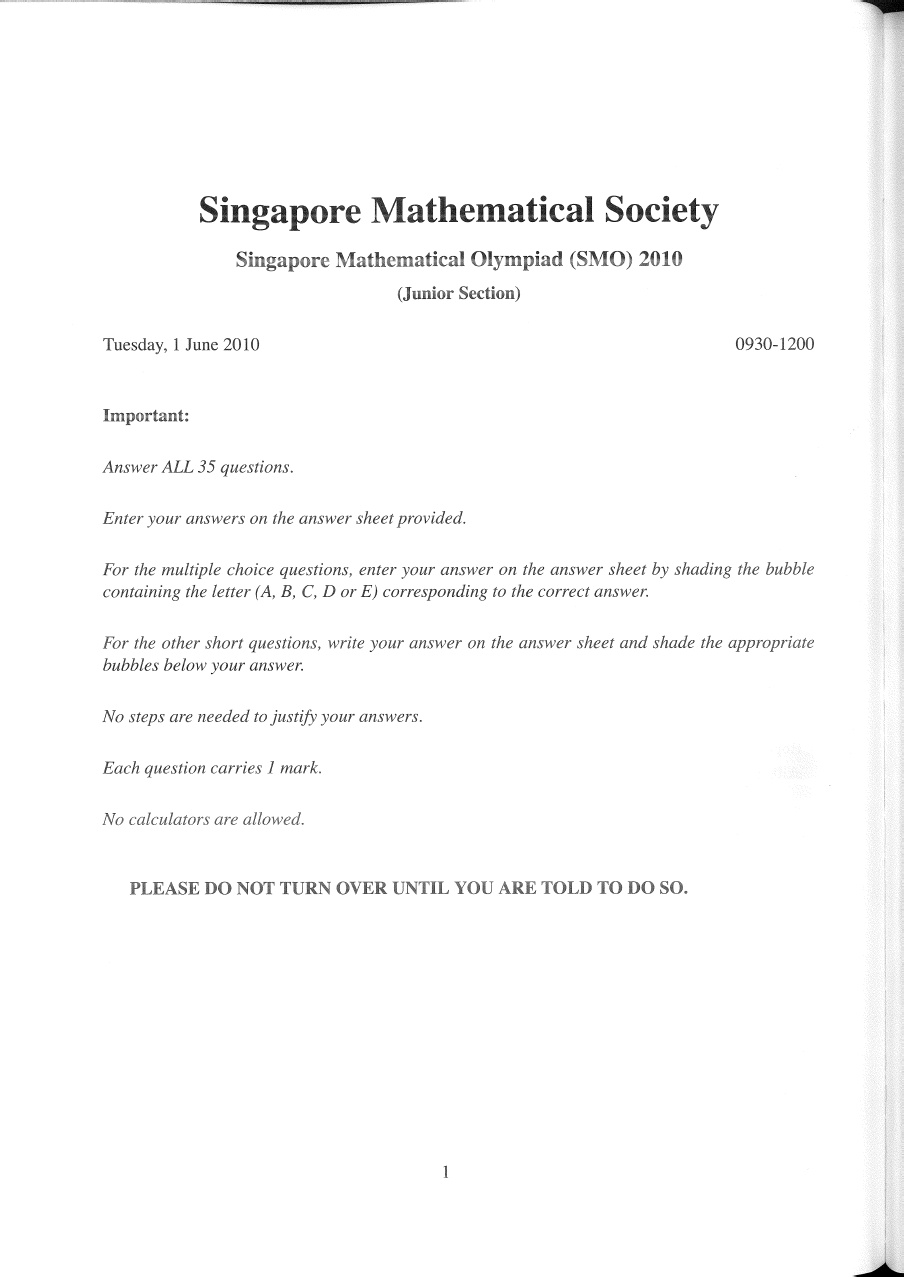 Singapore Mathematical Society
Singapore Mathematical Olympiad (SMO) 2010
(Junior Section)
Tuesday, 1 June 2010 0930-1200
Important:
Answer ALL 35 questions.
Enter your answers on the answer sheet provided.
For the multiple choice questions, enter your answer on the answer sheet by shading the bubble
containing the letter (A, B, C, D or E) corresponding to the correct answer.
For the other short questions, write your answer on the answer sheet and shade the appropriate
bubbles below your answer.
No steps are needed to justify your answers.
Each question carries 1 mark.
No calculators are allowed.
PLEASE DO NOT TURN OVER UNTIL YOU ARE TOLD TO DO SO.
1